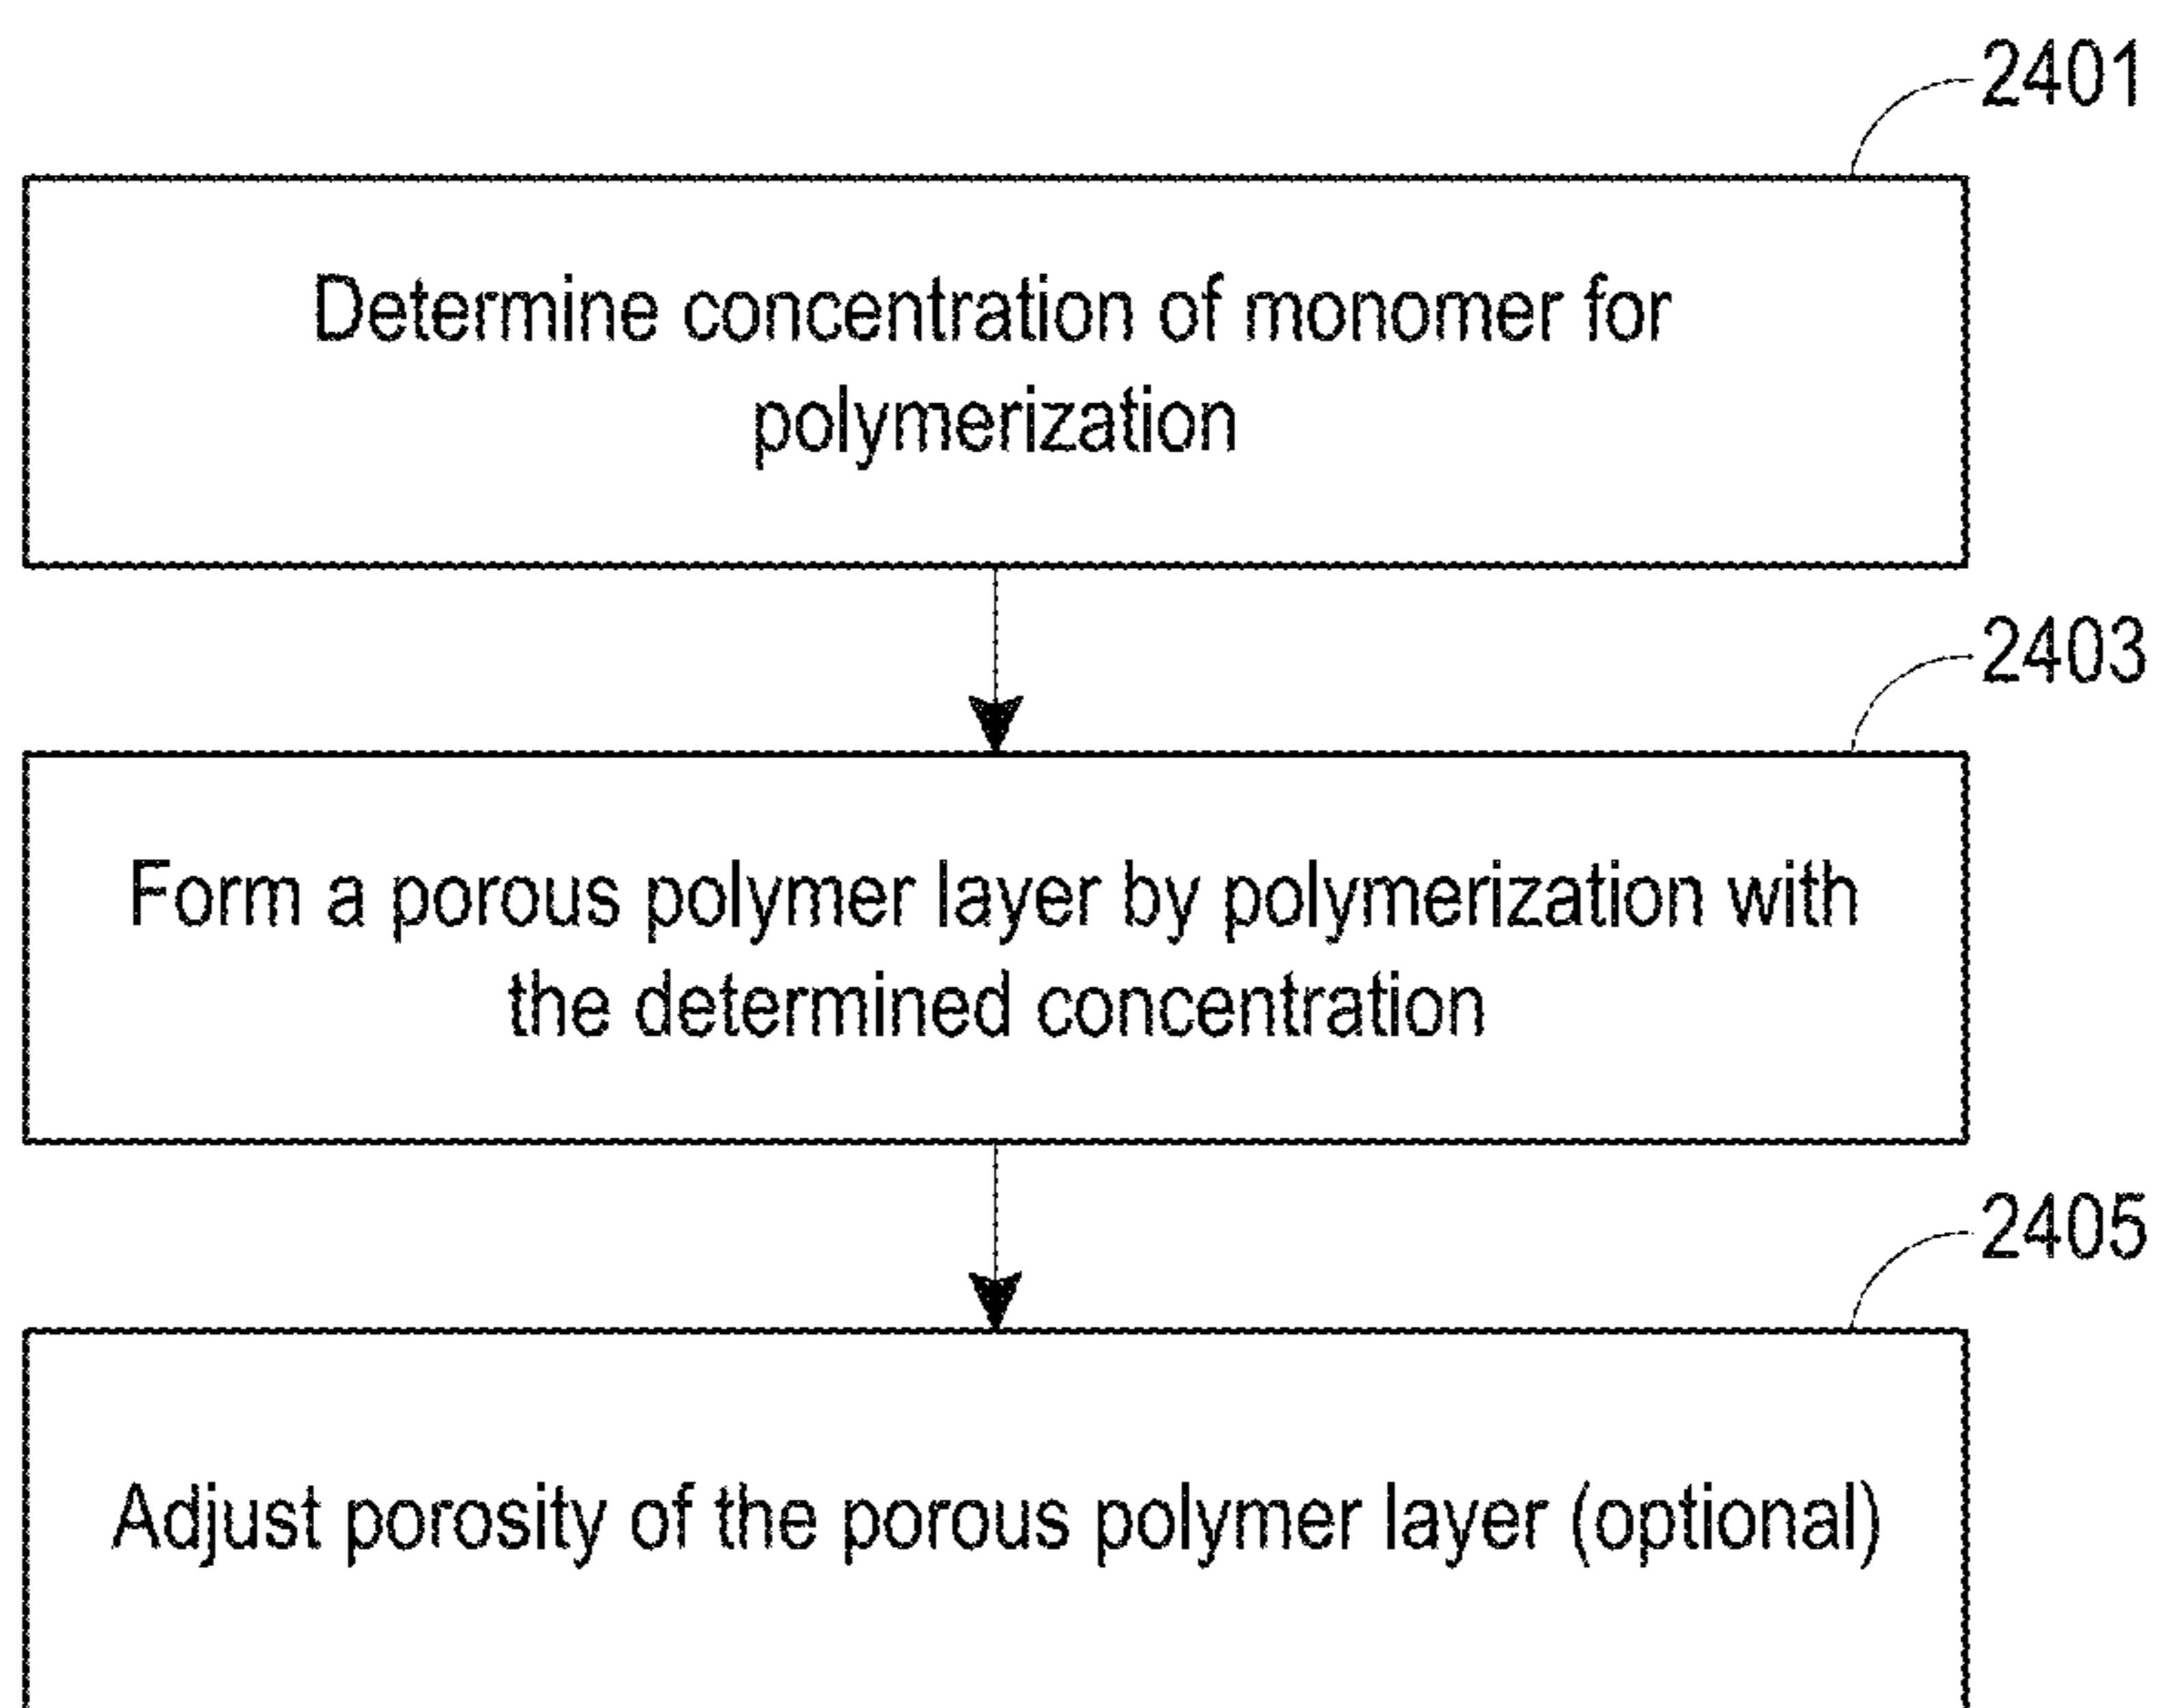 2401
Determine concentration of monomer for
polymerization
2403
Form a porous polymer layer by polymerization with
the determined concentration
2405
Adjust porosity of the porous polymer layer (optional)